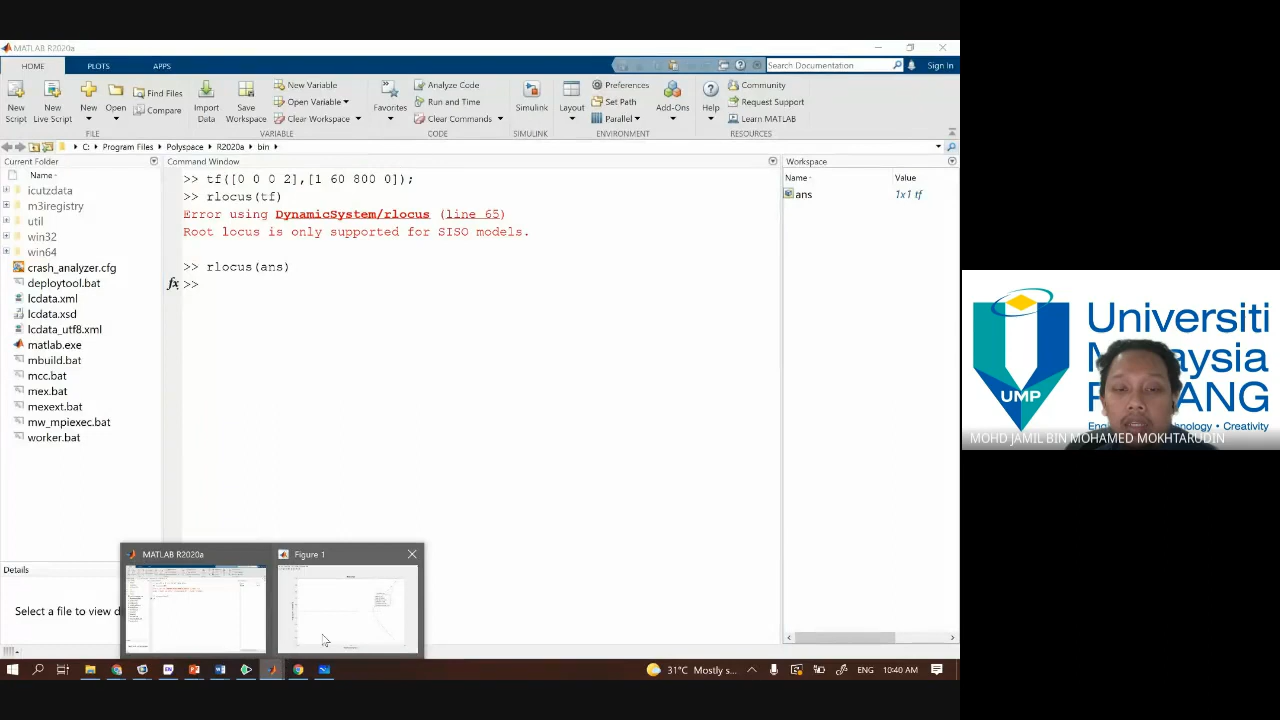 MATLAB R2020a
HOME PLOTS APPS
Search Documentation
Sign In
New Script
New Live Script
New
Open
Find Files
Compare
Import Data
Save Workspace
New Variable
Open Variable
Clear Workspace
Favorites
Analyze Code
Run and Time
Clear Commands
Simulink
Layout
Preferences
Set Path
Parallel
Add-Ons
Help
Community
Request Support
Learn MATLAB
FILE VARIABLE CODE SIMULINK ENVIRONMENT RESOURCES
C: Program Files Polyspace R2020a bin
Current Folder
Name
icutzdata
m3iregistry
util
win32
win64
crash_analyzer.cfg
deploytool.bat
lcdata.xml
lcdata.xsd
lcdata_utf8.xml
matlab.exe
mbuild.bat
mcc.bat
mex.bat
mexext.bat
mw_mpiexec.bat
worker.bat
Details
Select a file to view d
Command Window
>> tf([0 0 0 2],[1 60 800 0]);
>> rlocus(tf)
Error using DynamicSystem/rlocus (line 65)
Root locus is only supported for SISO models.
>> rlocus(ans)
fx >>
Workspace
Name Value
ans 1x1 tf
MATLAB R2020a
Figure 1
31°C Mostly s...
ENG
10:40 AM
Universiti
UMP
MOHD JAMIL BIN MOHAMED MOKHTARUDIN